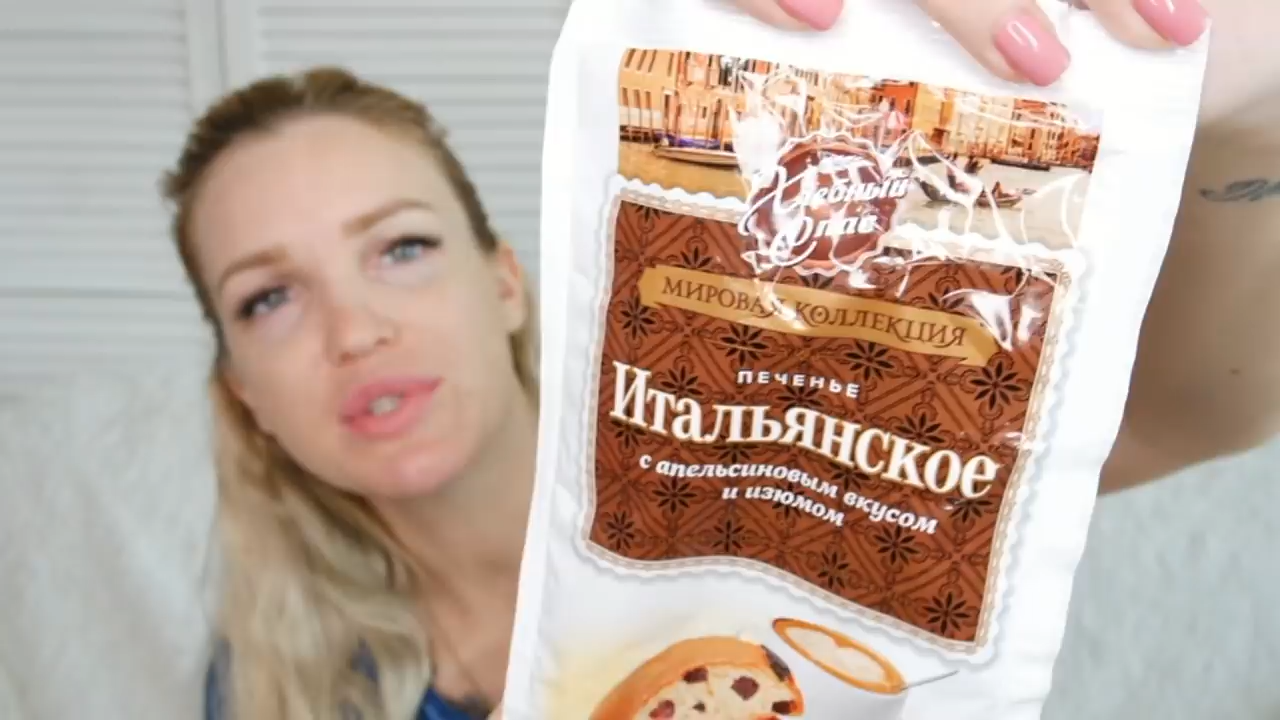 Хлебный
Спас
МИРОВАЯ КОЛЛЕКЦИЯ
ПЕЧЕНЬЕ
Итальянское
с апельсиновым вкусом
и изюмом